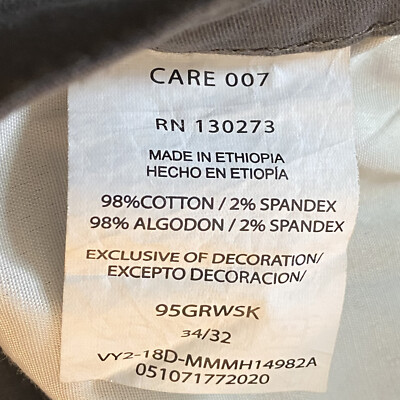 CARE 007
RN 130273
MADE IN ETHIOPIA
HECHO EN ETIOPÍA
98%COTTON / 2% SPANDEX
98% ALGODON / 2% SPANDEX
EXCLUSIVE OF DECORATION/
EXCEPTO DECORACION/
95GRWSK
34/32
VY2-18D-MMMH14982A
051071772020